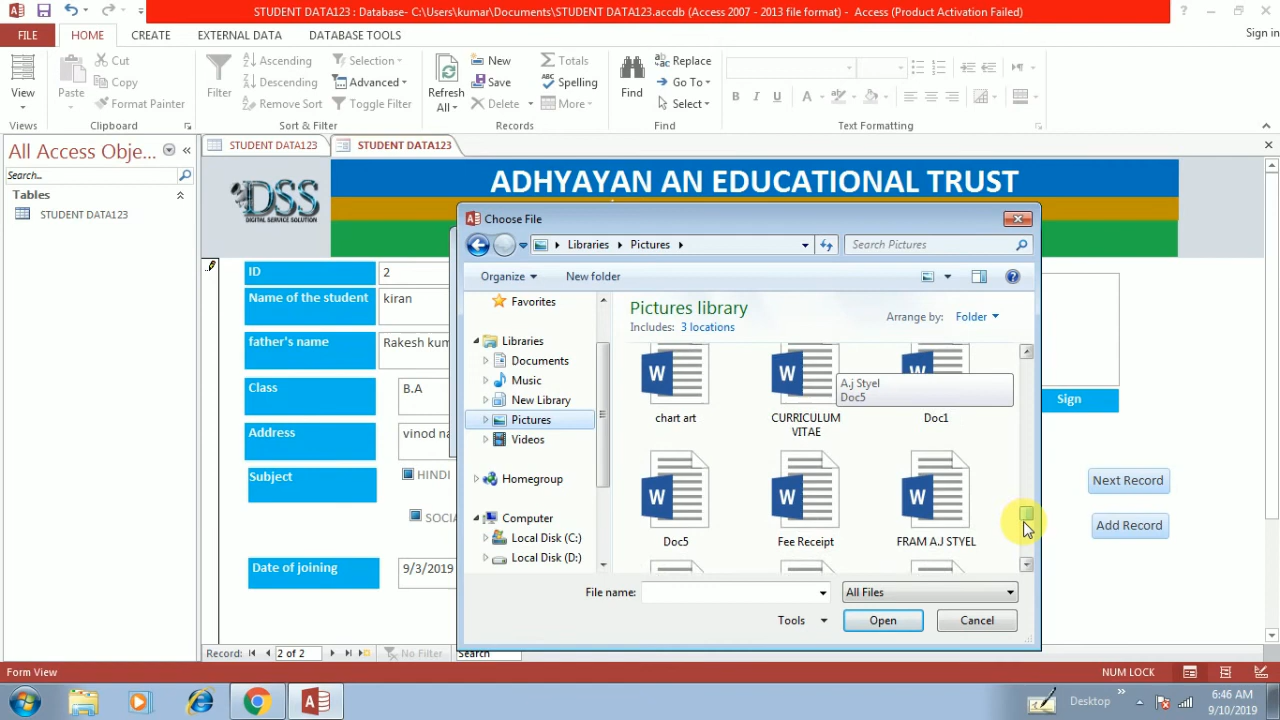 STUDENT DATA123 : Database- C:\Users\kumar\Documents\STUDENT DATA123.accdb (Access 2007 - 2013 file format) - Access (Product Activation Failed)
FILE HOME CREATE EXTERNAL DATA DATABASE TOOLS Sign in
View Paste Cut Copy Format Painter Filter Ascending Descending Remove Sort Selection Advanced Toggle Filter Refresh All New Save Delete Totals Spelling More Find Replace Go To Select B I U A
Views Clipboard Sort & Filter Records Find Text Formatting
All Access Obje...
Search...
Tables
STUDENT DATA123
STUDENT DATA123 STUDENT DATA123
DSS
DIGITAL SERVICE SOLUTION
ADHYAYAN AN EDUCATIONAL TRUST
ID 2
Name of the student kiran
father's name Rakesh kum
Class B.A
Address vinod na
Subject HINDI
SOCIA
Date of joining 9/3/2019
Sign
Next Record
Add Record
Choose File
Libraries Pictures Search Pictures
Organize New folder
Favorites
Libraries
Documents
Music
New Library
Pictures
Videos
Homegroup
Computer
Local Disk (C:)
Local Disk (D:)
Pictures library
Includes: 3 locations
Arrange by: Folder
A.j Styel
Doc5
chart art CURRICULUM VITAE Doc1
Doc5 Fee Receipt FRAM A.J STYEL
File name: All Files
Tools Open Cancel
Record: 2 of 2 No Filter Search
Form View NUM LOCK
Desktop 6:46 AM
9/10/2019